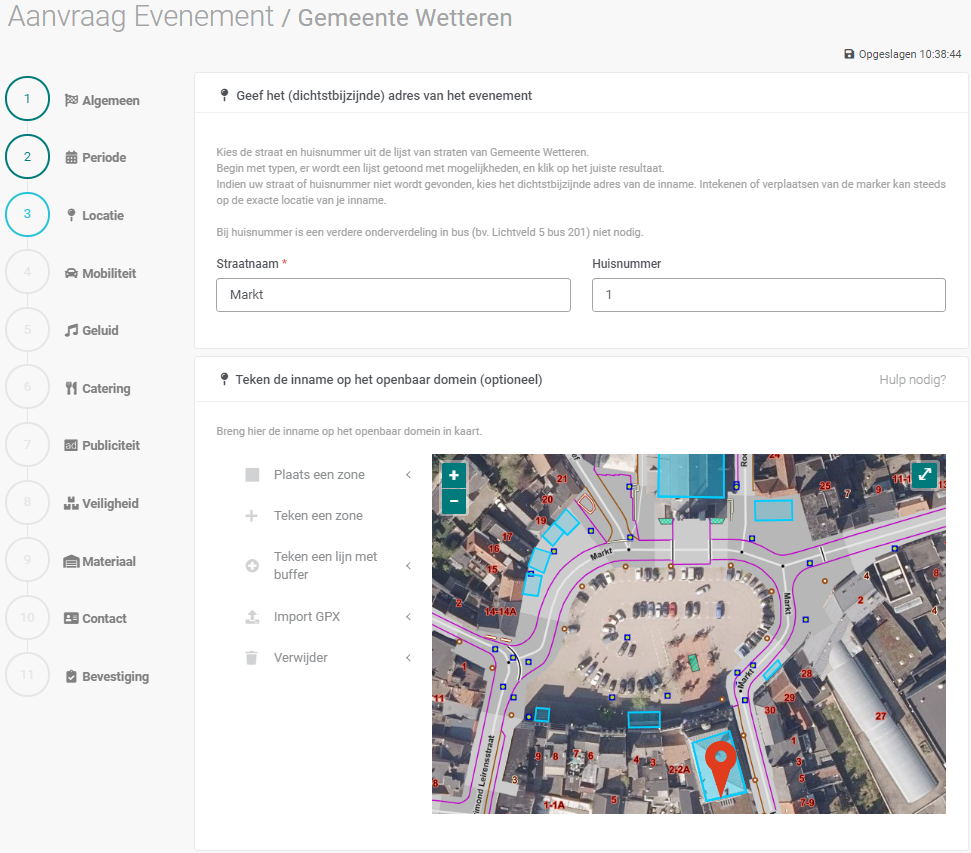 Aanvraag Evenement / Gemeente Wetteren
Opgeslagen 10:38:44
1 Algemeen
2 Periode
3 Locatie
4 Mobiliteit
5 Geluid
6 Catering
7 Publiciteit
8 Veiligheid
9 Materiaal
10 Contact
11 Bevestiging
Geef het (dichtstbijzijnde) adres van het evenement
Kies de straat en huisnummer uit de lijst van straten van Gemeente Wetteren.
Begin met typen, er wordt een lijst getoond met mogelijkheden, en klik op het juiste resultaat.
Indien uw straat of huisnummer niet wordt gevonden, kies het dichtstbijzijnde adres van de inname. Intekenen of verplaatsen van de marker kan steeds
op de exacte locatie van je inname.
Bij huisnummer is een verdere onderverdeling in bus (bv. Lichtveld 5 bus 201) niet nodig.
Straatnaam * Huisnummer
Markt 1
Teken de inname op het openbaar domein (optioneel) Hulp nodig?
Breng hier de inname op het openbaar domein in kaart.
Plaats een zone
Teken een zone
Teken een lijn met
buffer
Import GPX
Verwijder
+
−
21
24
20
25
7
9
11-1
13
19
17
16
15
Markt
2
14-14A
Markt
4
2
8
4
1
Markt
28
29
30
27
11
9
8
7
6
4
3
2-2A
1
3
5
7-9
8
3
1-1A
5
1
imond Leirensstraat